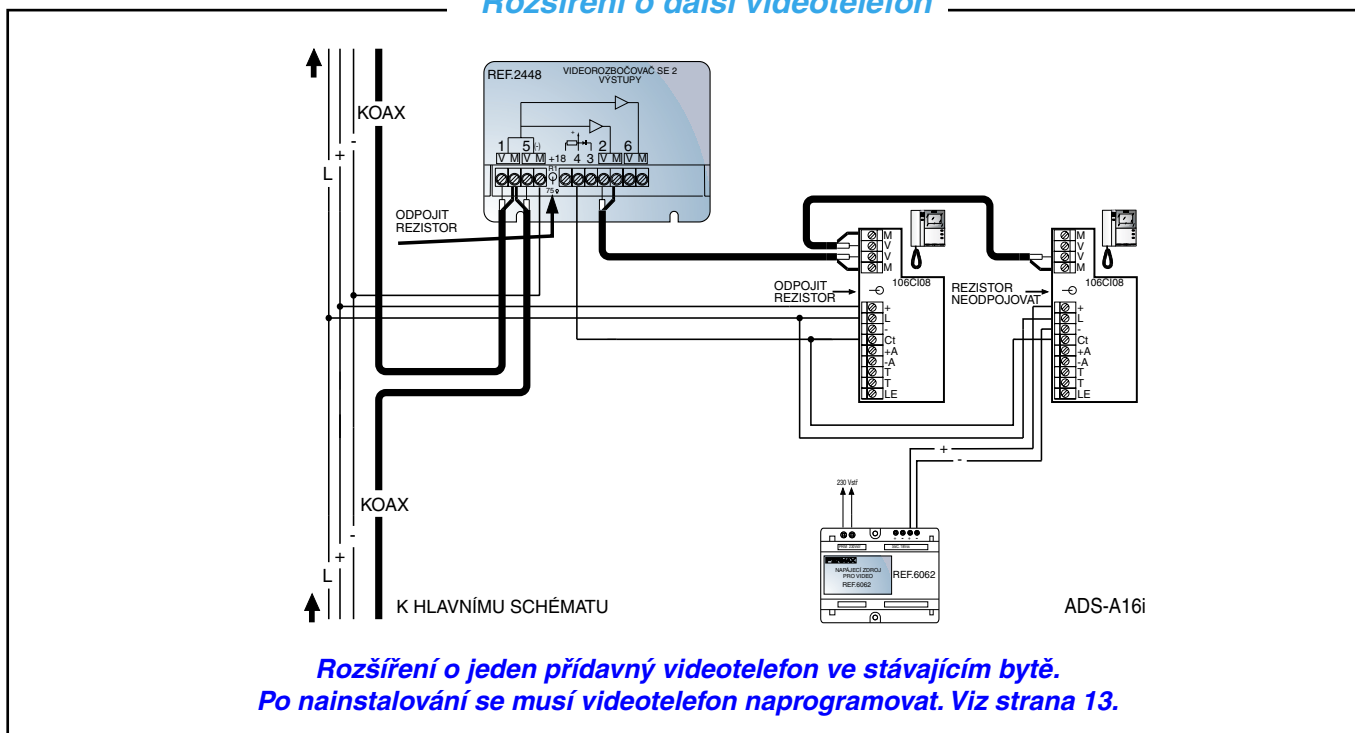 Rozšíření o další videotelefon
REF.2448
VIDEOROZBOČOVAČ SE 2
VÝSTUPY
KOAX
-
+
L
1 5 (-) +18 4 3 2 6
V M V M V M V M
R1
75
ODPOJIT
REZISTOR
M
V
V
M
106CI08
ODPOJIT
REZISTOR
+
L
-
Ct
+A
-A
T
T
LE
M
V
V
M
106CI08
REZISTOR
NEODPOJOVAT
+
L
-
Ct
+A
-A
T
T
LE
+
-
KOAX
-
+
L
230 Vstř
FERMAX
NAPÁJECÍ ZDROJ
PRO VIDEO
REF.6062
REF.6062
K HLAVNÍMU SCHÉMATU
ADS-A16i
Rozšíření o jeden přídavný videotelefon ve stávajícím bytě.
Po nainstalování se musí videotelefon naprogramovat. Viz strana 13.